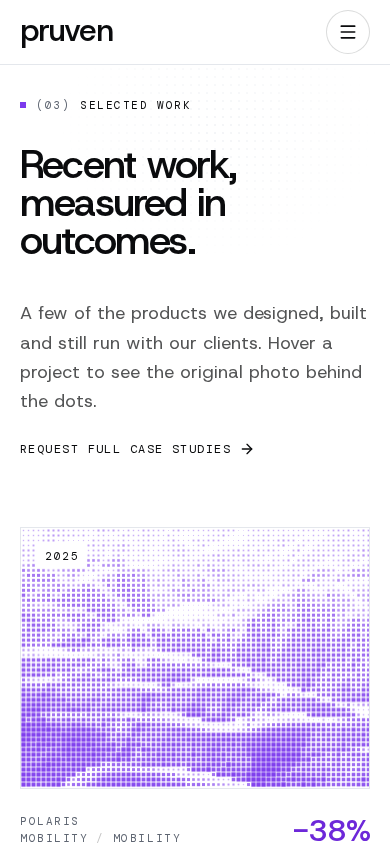 pruven
(03) SELECTED WORK
Recent work,
measured in
outcomes.
A few of the products we designed, built
and still run with our clients. Hover a
project to see the original photo behind
the dots.
REQUEST FULL CASE STUDIES →
2025
POLARIS
MOBILITY / MOBILITY
−38%